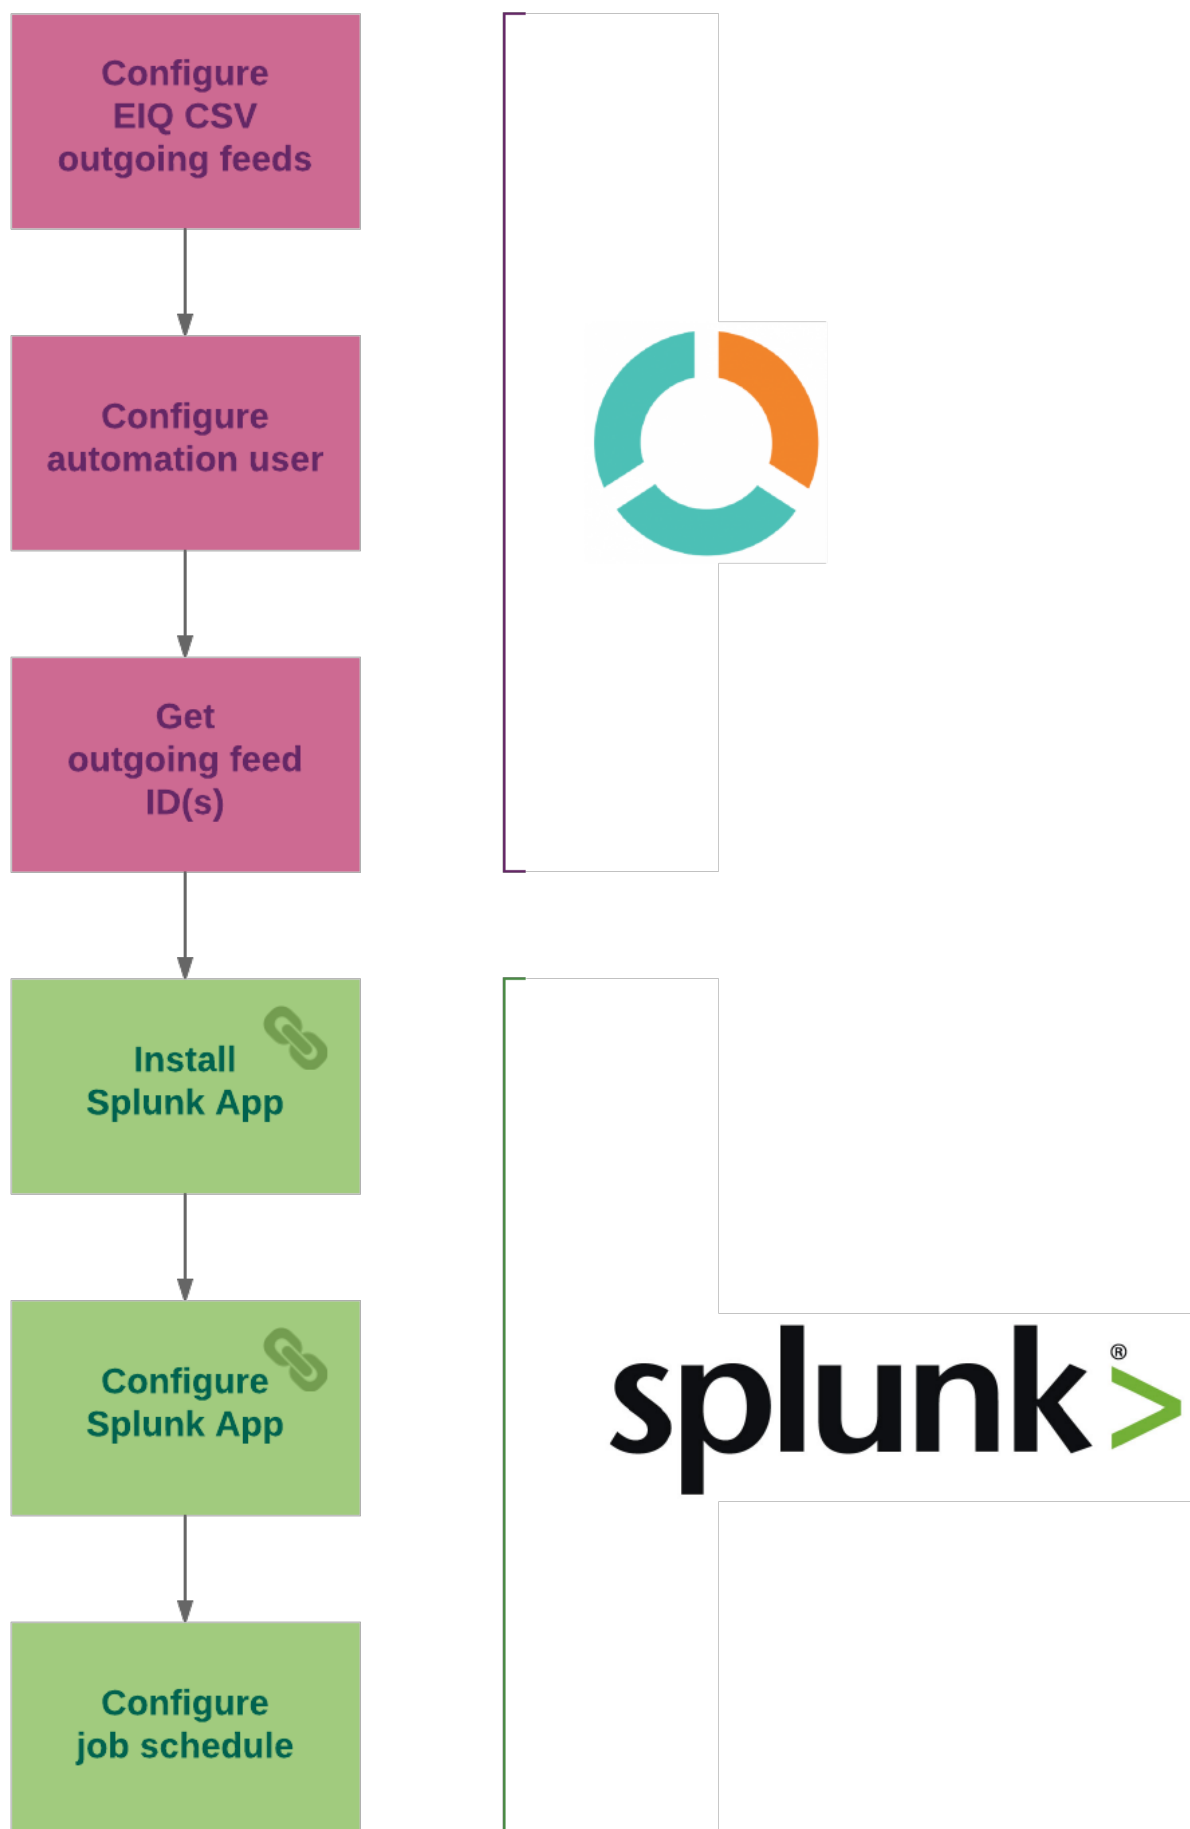 Configure
EIQ CSV
outgoing feeds
Configure
automation user
Get
outgoing feed
ID(s)
Install
Splunk App
Configure
Splunk App
splunk>®
Configure
job schedule